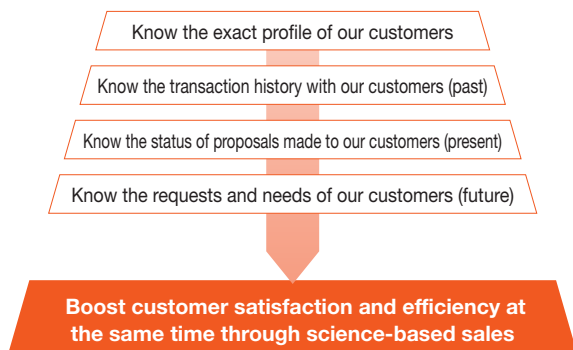 Know the exact profile of our customers
Know the transaction history with our customers (past)
Know the status of proposals made to our customers (present)
Know the requests and needs of our customers (future)
Boost customer satisfaction and efficiency at
the same time through science-based sales